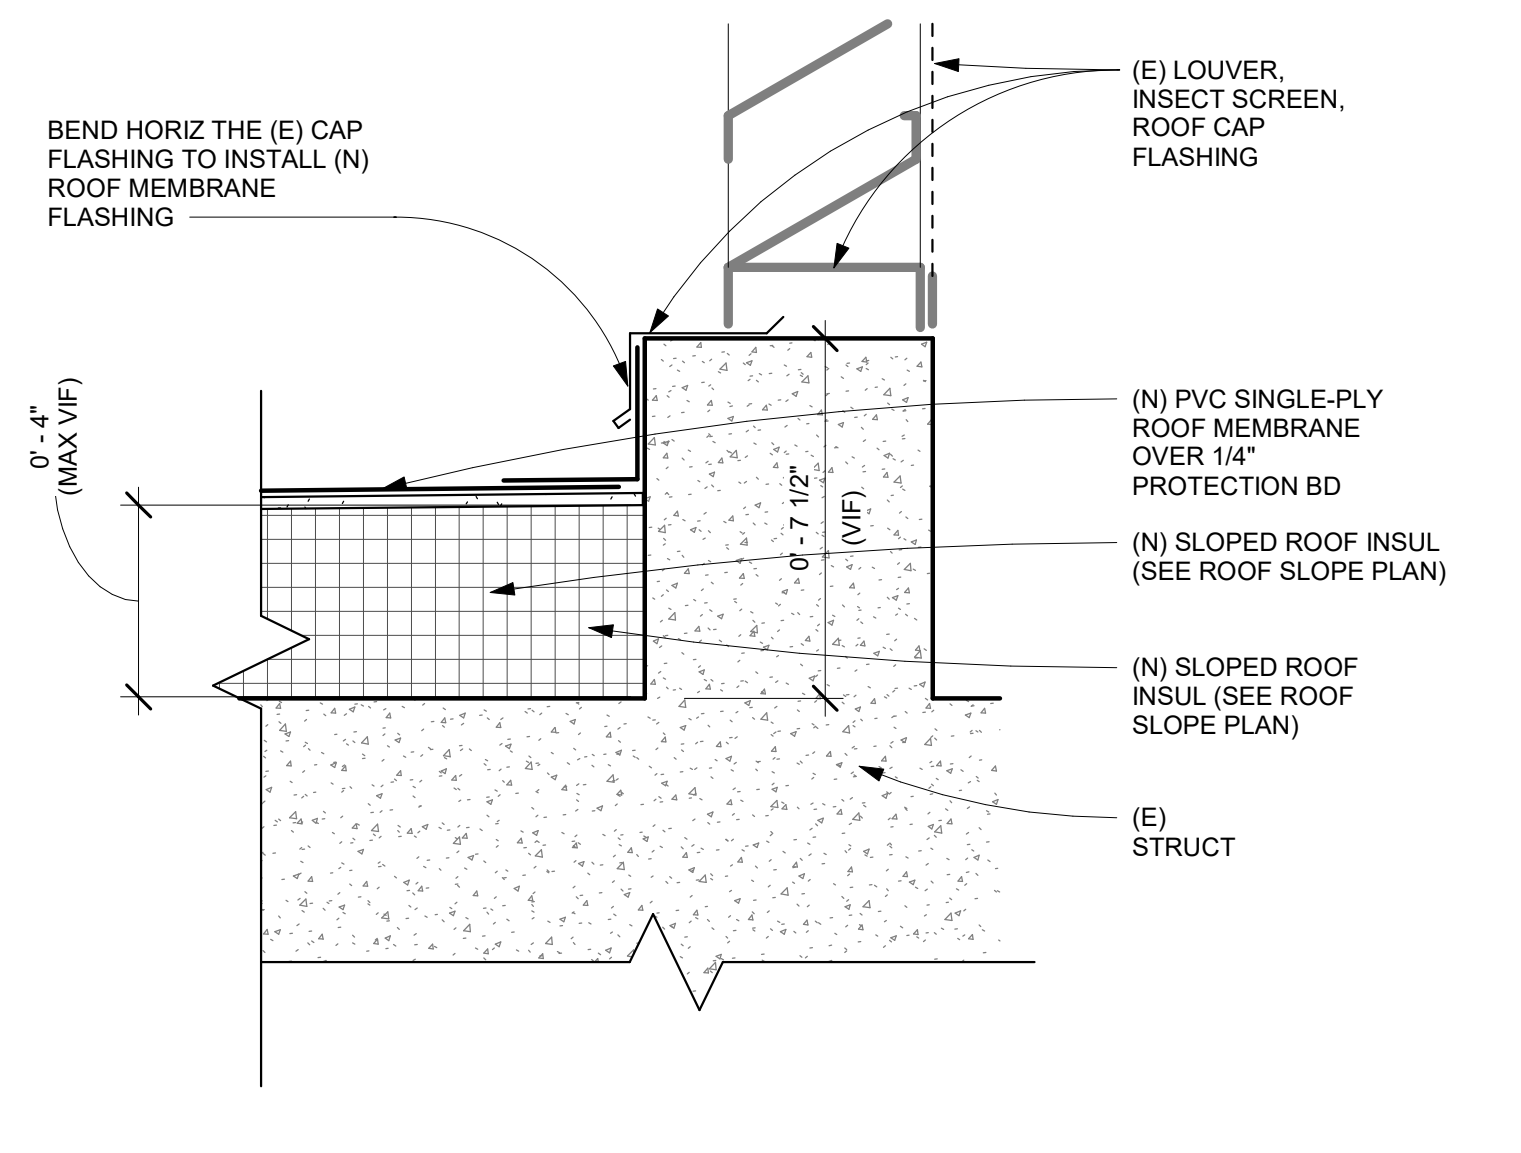 (E) LOUVER,
INSECT SCREEN,
ROOF CAP
FLASHING
BEND HORIZ THE (E) CAP
FLASHING TO INSTALL (N)
ROOF MEMBRANE
FLASHING
0' - 4"
(MAX VIF)
0' - 7 1/2"
(VIF)
(N) PVC SINGLE-PLY
ROOF MEMBRANE
OVER 1/4"
PROTECTION BD
(N) SLOPED ROOF INSUL
(SEE ROOF SLOPE PLAN)
(N) SLOPED ROOF
INSUL (SEE ROOF
SLOPE PLAN)
(E)
STRUCT